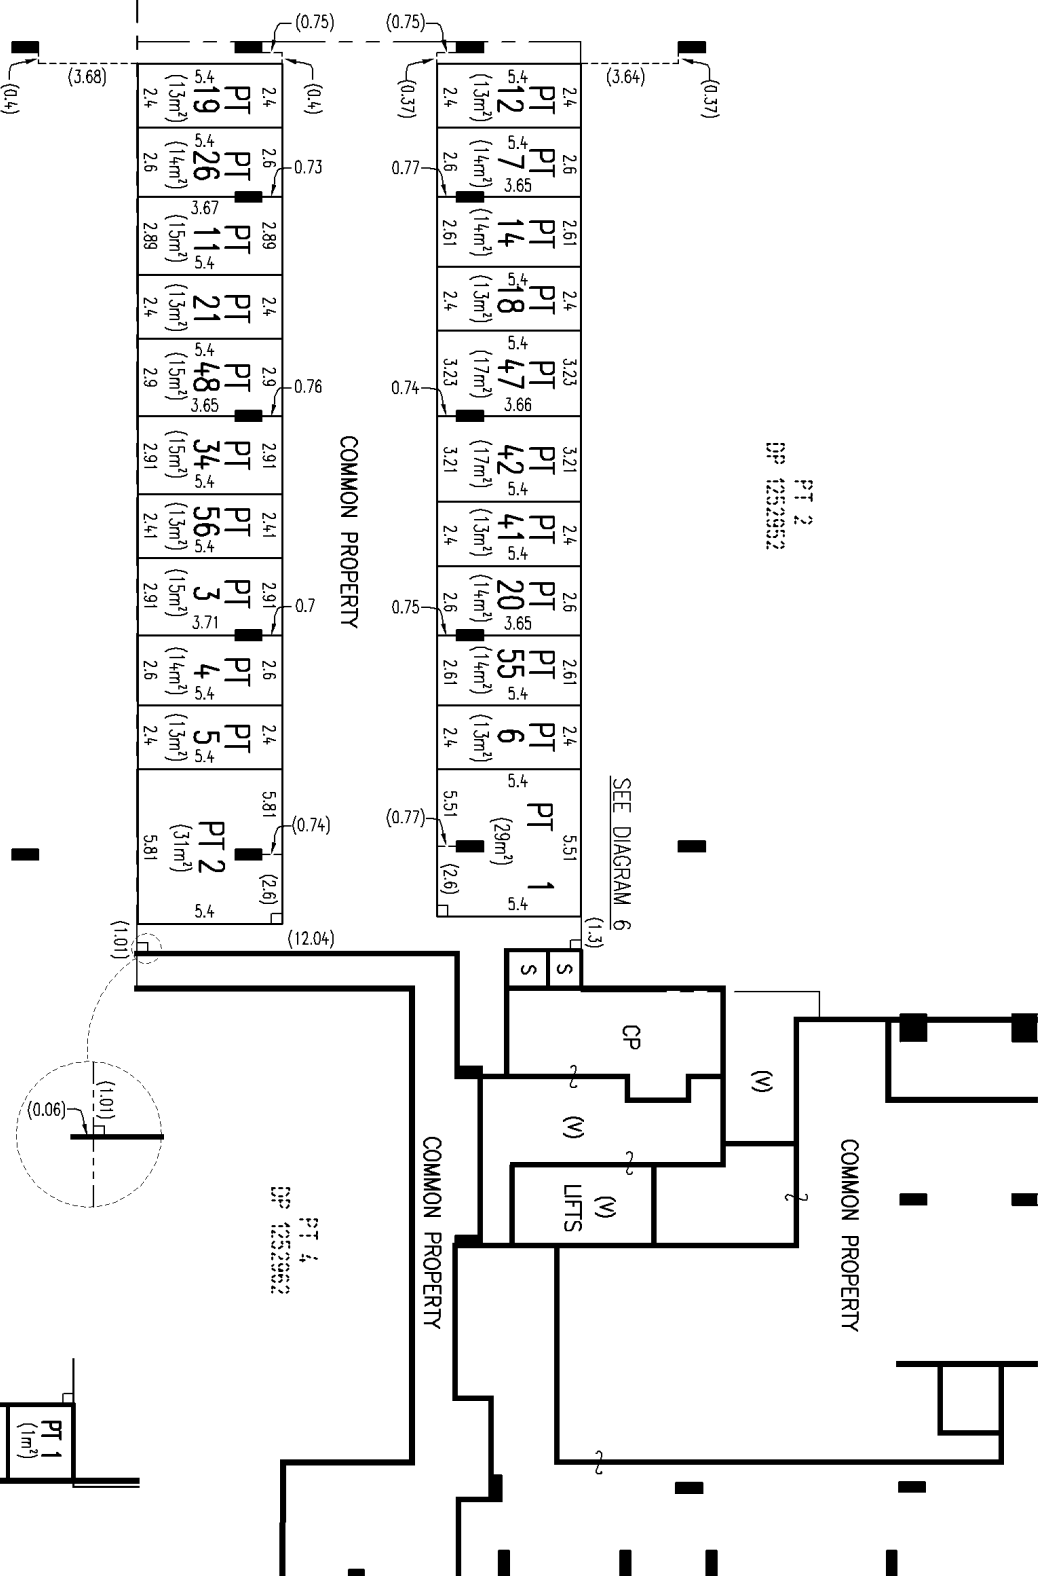 (0.75)
(0.75)
(0.4)
(3.68)
(0.4)
(0.37)
(3.64)
(0.37)
PT
19
(13m²)
5.4
2.4
2.4
PT
26
(14m²)
5.4
2.6
2.6
0.73
3.67
PT
11
(15m²)
2.89
2.89
5.4
PT
21
(13m²)
2.4
2.4
PT
48
(15m²)
5.4
2.9
2.9
3.65
0.76
PT
34
(15m²)
2.91
2.91
5.4
PT
56
(13m²)
2.41
2.41
5.4
PT
3
(15m²)
2.91
2.91
3.71
0.7
PT
4
(14m²)
2.6
2.6
5.4
PT
5
(13m²)
2.4
2.4
5.4
PT 2
(31m²)
5.81
5.81
(0.74)
(2.6)
5.4
PT
12
(13m²)
5.4
2.4
2.4
PT
7
(14m²)
5.4
2.6
2.6
3.65
0.77
PT
14
(14m²)
2.61
2.61
PT
18
(13m²)
5.4
2.4
2.4
PT
47
(17m²)
5.4
3.23
3.23
3.66
0.74
PT
42
(17m²)
3.21
3.21
5.4
PT
41
(13m²)
2.4
2.4
5.4
PT
20
(14m²)
2.6
2.6
3.65
0.75
PT
55
(14m²)
2.61
2.61
5.4
PT
6
(13m²)
2.4
2.4
5.4
PT 1
(29m²)
5.51
5.51
(0.77)
(2.6)
5.4
COMMON PROPERTY
PT 2
DP 1252952
SEE DIAGRAM 6
(1.3)
(12.04)
(1.01)
S
S
CP
(V)
(V)
(V)
LIFTS
COMMON PROPERTY
COMMON PROPERTY
(1.01)
(0.06)
PT 4
DP 1252952
PT 1
(1m²)